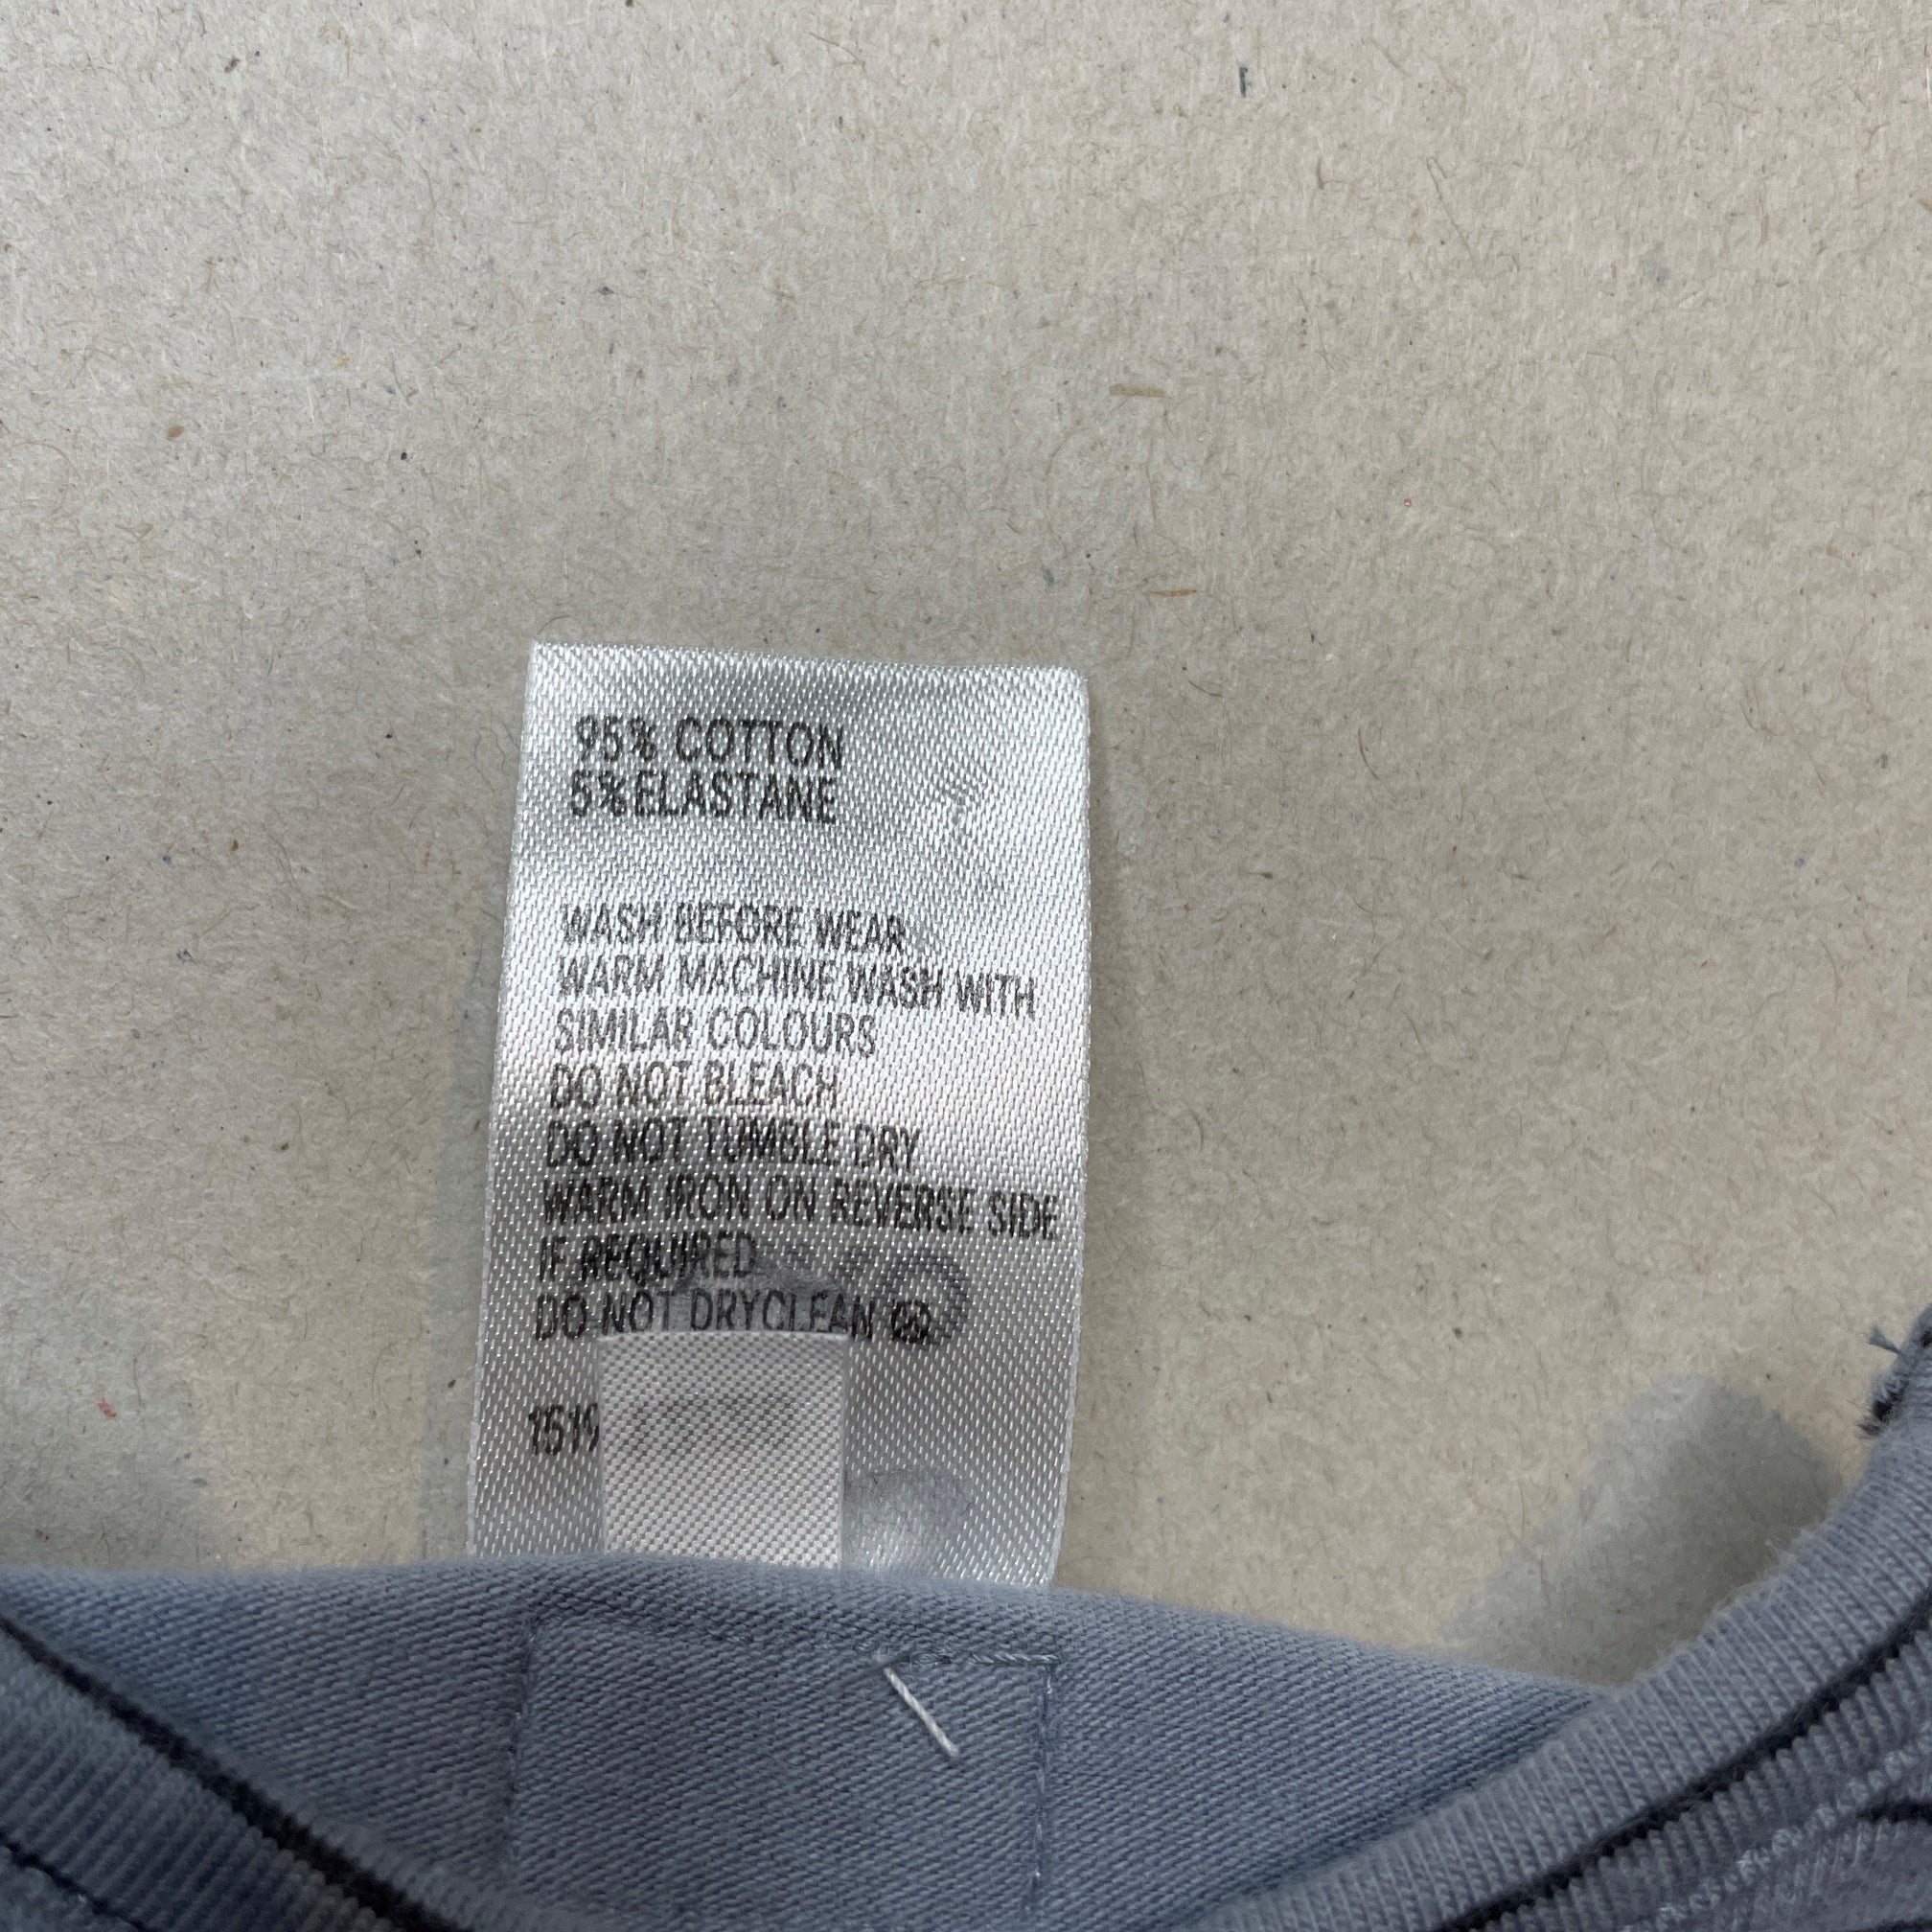 95% COTTON
5% ELASTANE
WASH BEFORE WEAR
WARM MACHINE WASH WITH
SIMILAR COLOURS
DO NOT BLEACH
DO NOT TUMBLE DRY
WARM IRON ON REVERSE SIDE
IF REQUIRED
DO NOT DRYCLEAN